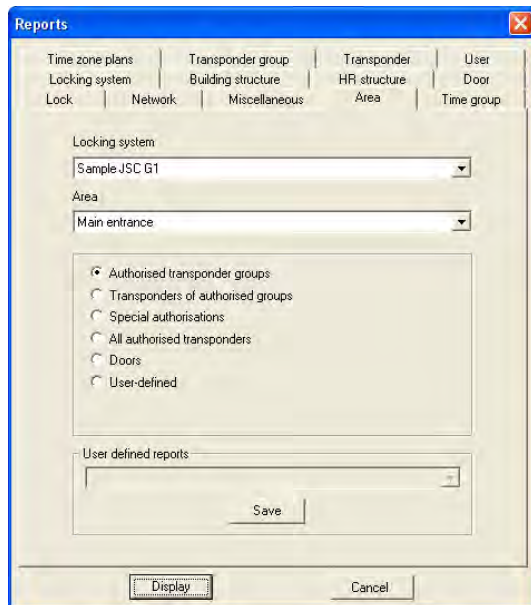 Reports
Time zone plans Transponder group Transponder User
Locking system Building structure HR structure Door
Lock Network Miscellaneous Area Time group
Locking system
Sample JSC G1
Area
Main entrance
Authorised transponder groups
Transponders of authorised groups
Special authorisations
All authorised transponders
Doors
User-defined
User defined reports
Save
Display Cancel